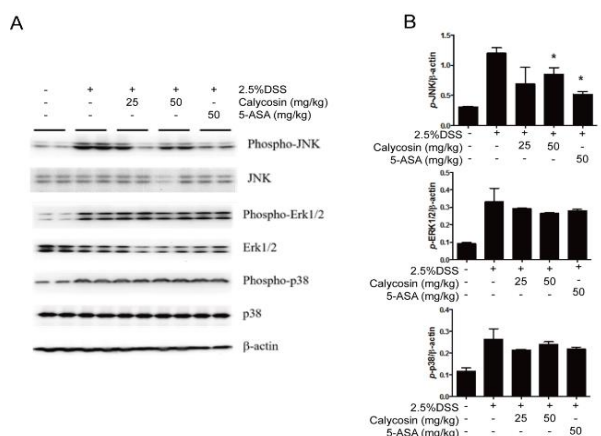 A
- + + + + 2.5%DSS
- - 25 50 - Calycosin (mg/kg)
- - - - 50 5-ASA (mg/kg)
Phospho-JNK
JNK
Phospho-Erk1/2
Erk1/2
Phospho-p38
p38
β-actin
B
p-JNK/β-actin
1.5
1.0
0.5
0.0
* *
2.5%DSS - + + + +
Calycosin (mg/kg) - - 25 50 -
5-ASA (mg/kg) - - - - 50
p-ERK1/2/β-actin
0.5
0.4
0.3
0.2
0.1
0.0
2.5%DSS - + + + +
Calycosin (mg/kg) - - 25 50 -
5-ASA (mg/kg) - - - - 50
p-p38/β-actin
0.4
0.3
0.2
0.1
0.0
2.5%DSS - + + + +
Calycosin (mg/kg) - - 25 50 -
5-ASA (mg/kg) - - - - 50